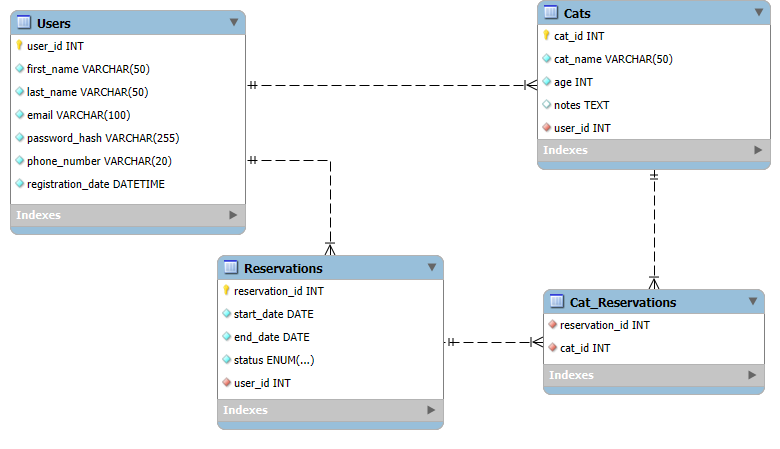 Users
user_id INT
first_name VARCHAR(50)
last_name VARCHAR(50)
email VARCHAR(100)
password_hash VARCHAR(255)
phone_number VARCHAR(20)
registration_date DATETIME
Indexes
Cats
cat_id INT
cat_name VARCHAR(50)
age INT
notes TEXT
user_id INT
Indexes
Reservations
reservation_id INT
start_date DATE
end_date DATE
status ENUM(...)
user_id INT
Indexes
Cat_Reservations
reservation_id INT
cat_id INT
Indexes